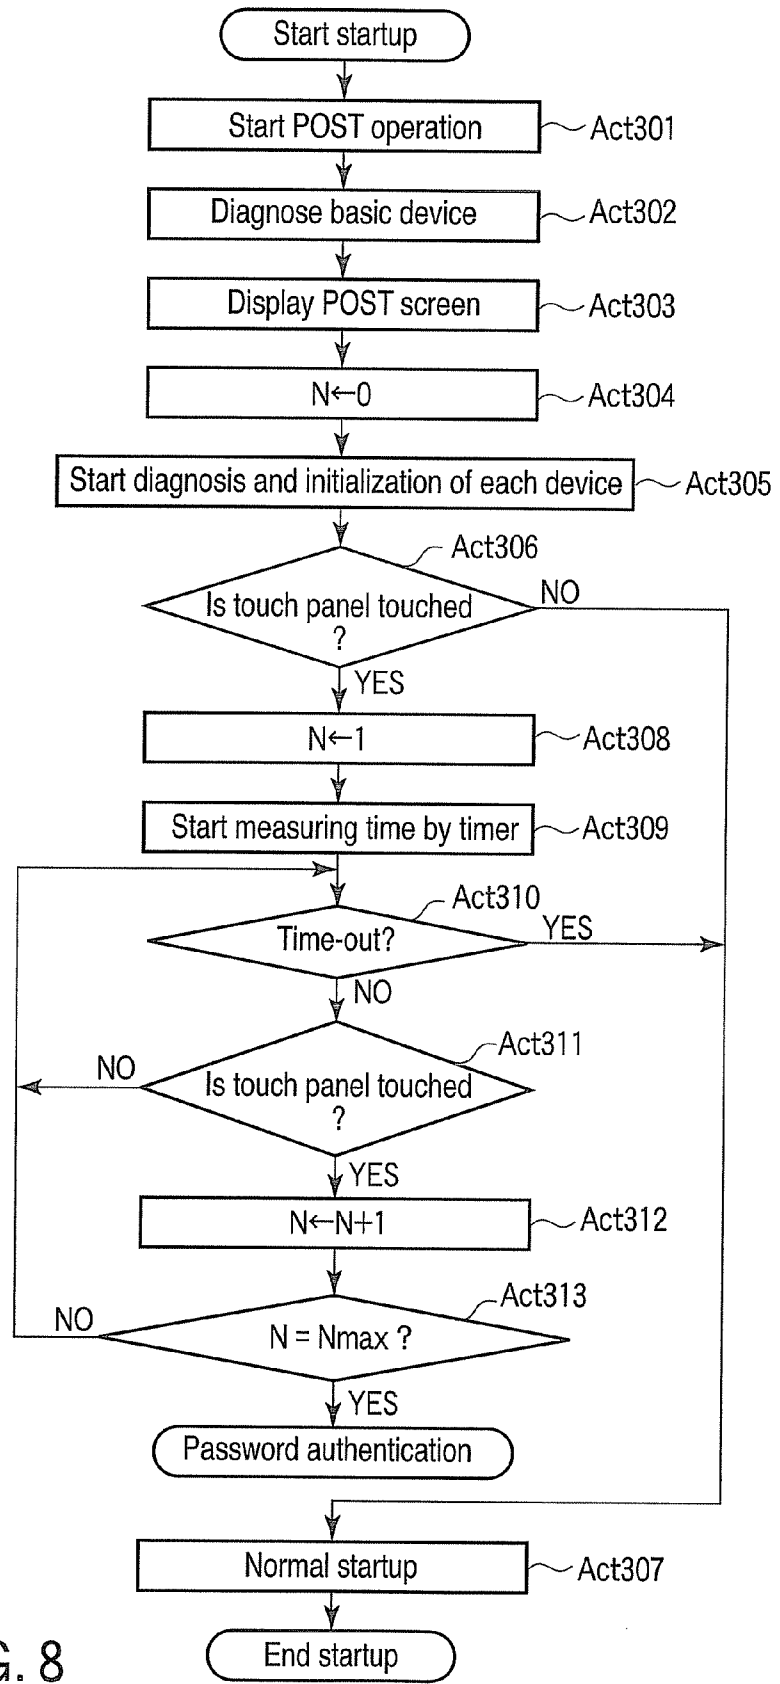 Start startup
Start POST operation Act301
Diagnose basic device Act302
Display POST screen Act303
N←0 Act304
Start diagnosis and initialization of each device Act305
Act306
Is touch panel touched
?
NO
YES
N←1 Act308
Start measuring time by timer Act309
Act310
Time-out?
YES
NO
Act311
NO
Is touch panel touched
?
YES
N←N+1 Act312
Act313
NO
N = Nmax ?
YES
Password authentication
Normal startup Act307
End startup
G. 8